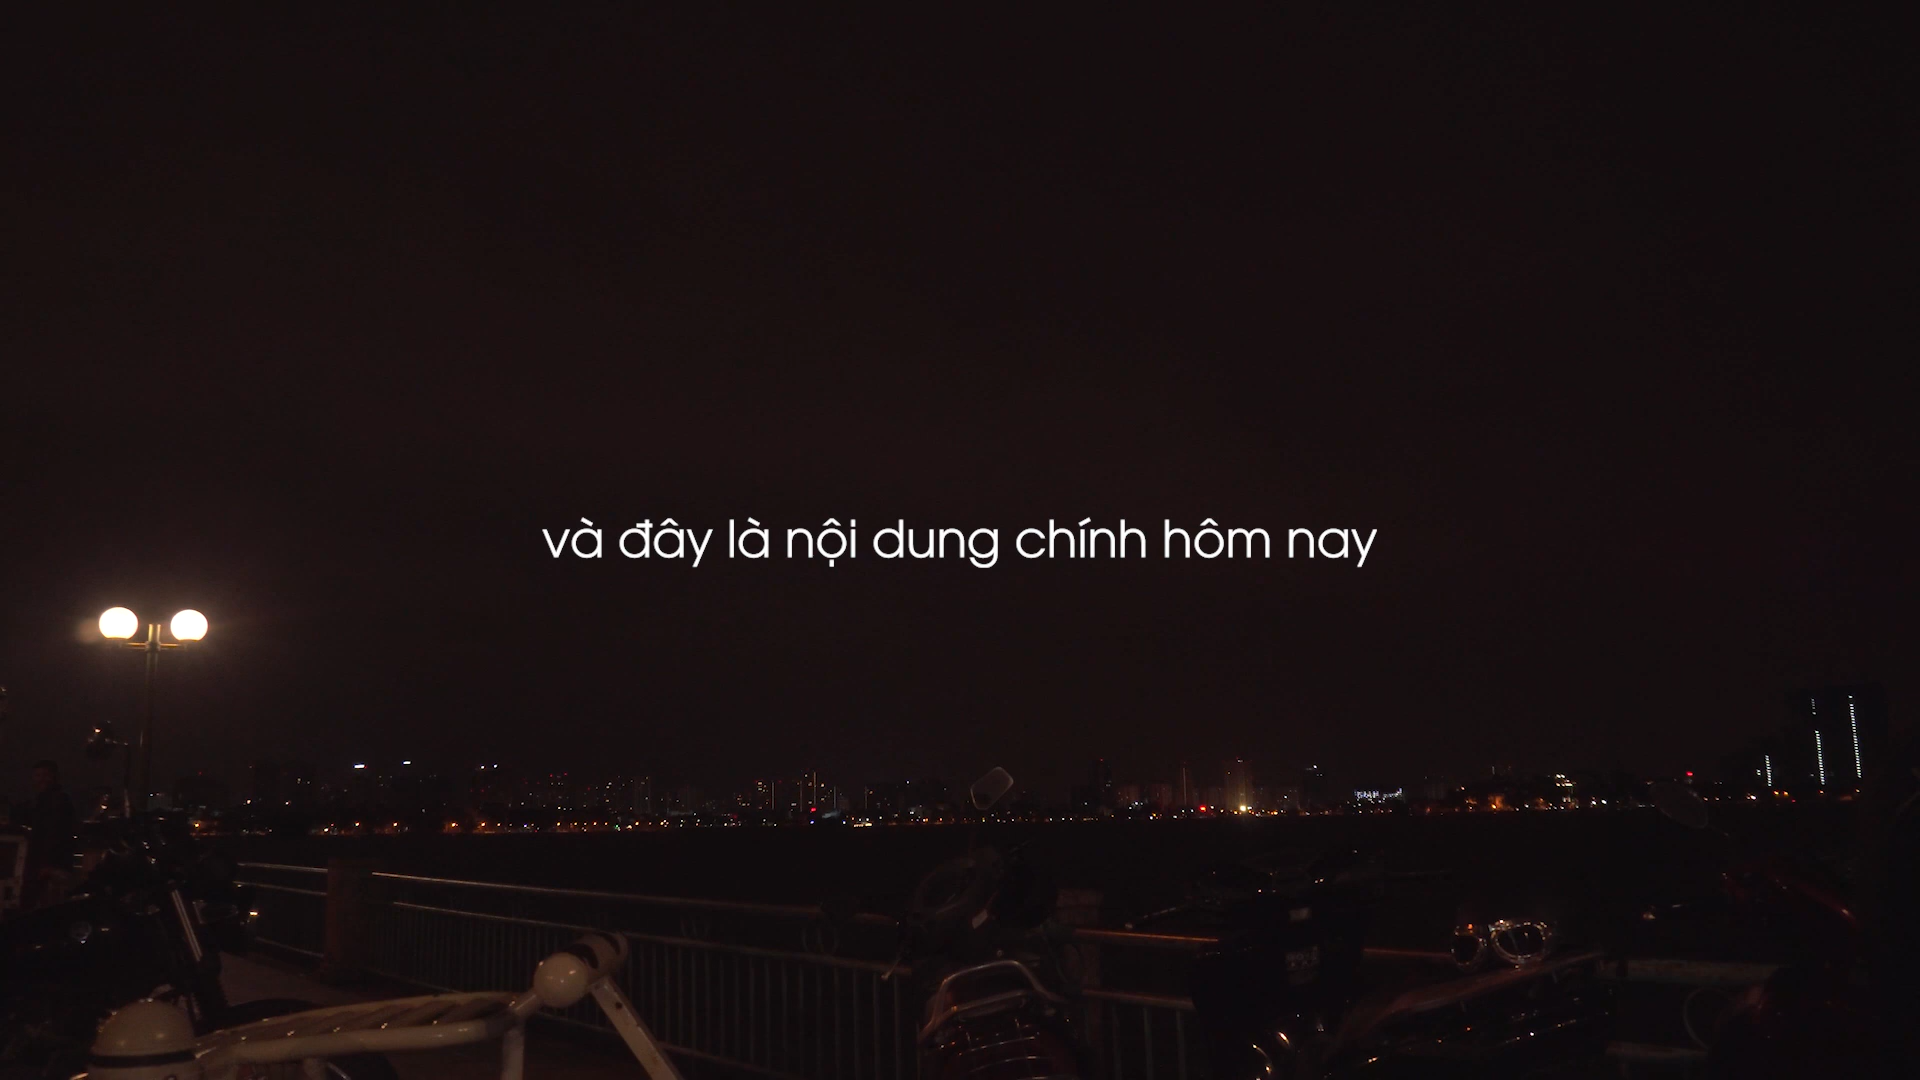 và đây là nội dung chính hôm nay